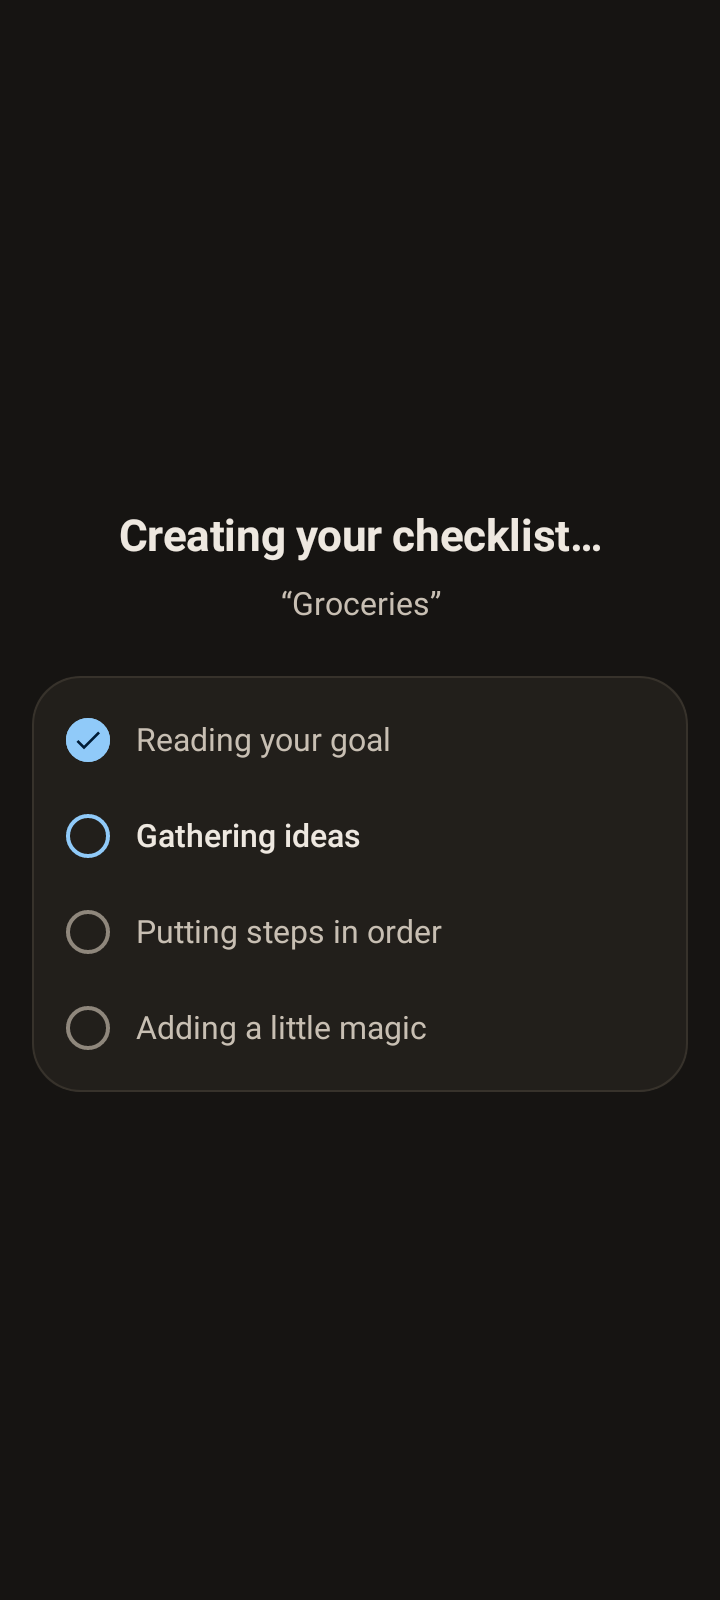 Creating your checklist…
“Groceries”
Reading your goal
Gathering ideas
Putting steps in order
Adding a little magic